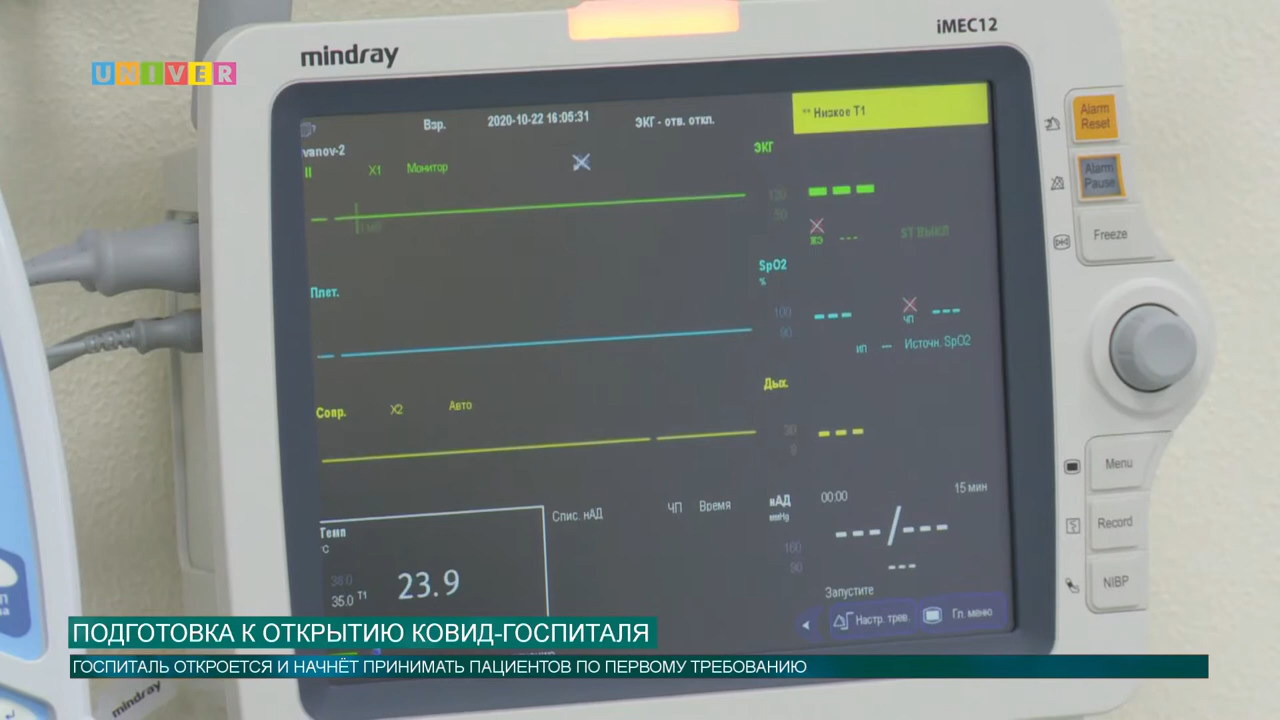 mindray
iMEC12
UNIVER
Взр.
2020-10-22 16:05:31
ЭКГ - отв. откл.
** Низкое T1
Alarm Reset
vanov-2
II
X1
Монитор
ЭКГ
Alarm Pause
120
50
ST Выкл
Freeze
SpO2
%
Плет.
100
90
ЧП
ИП -- Источн. SpO2
Дых.
Сопр.
X2
Авто
30
8
Menu
00:00
15 мин
нАД
mmHg
Спис. нАД
ЧП
Время
---/---
---
Record
Темп
°C
38.0
35.0
T1
23.9
160
90
NIBP
Запустите
Настр. трев.
Гл. меню
ПОДГОТОВКА К ОТКРЫТИЮ КОВИД-ГОСПИТАЛЯ
ГОСПИТАЛЬ ОТКРОЕТСЯ И НАЧНЁТ ПРИНИМАТЬ ПАЦИЕНТОВ ПО ПЕРВОМУ ТРЕБОВАНИЮ
mindray